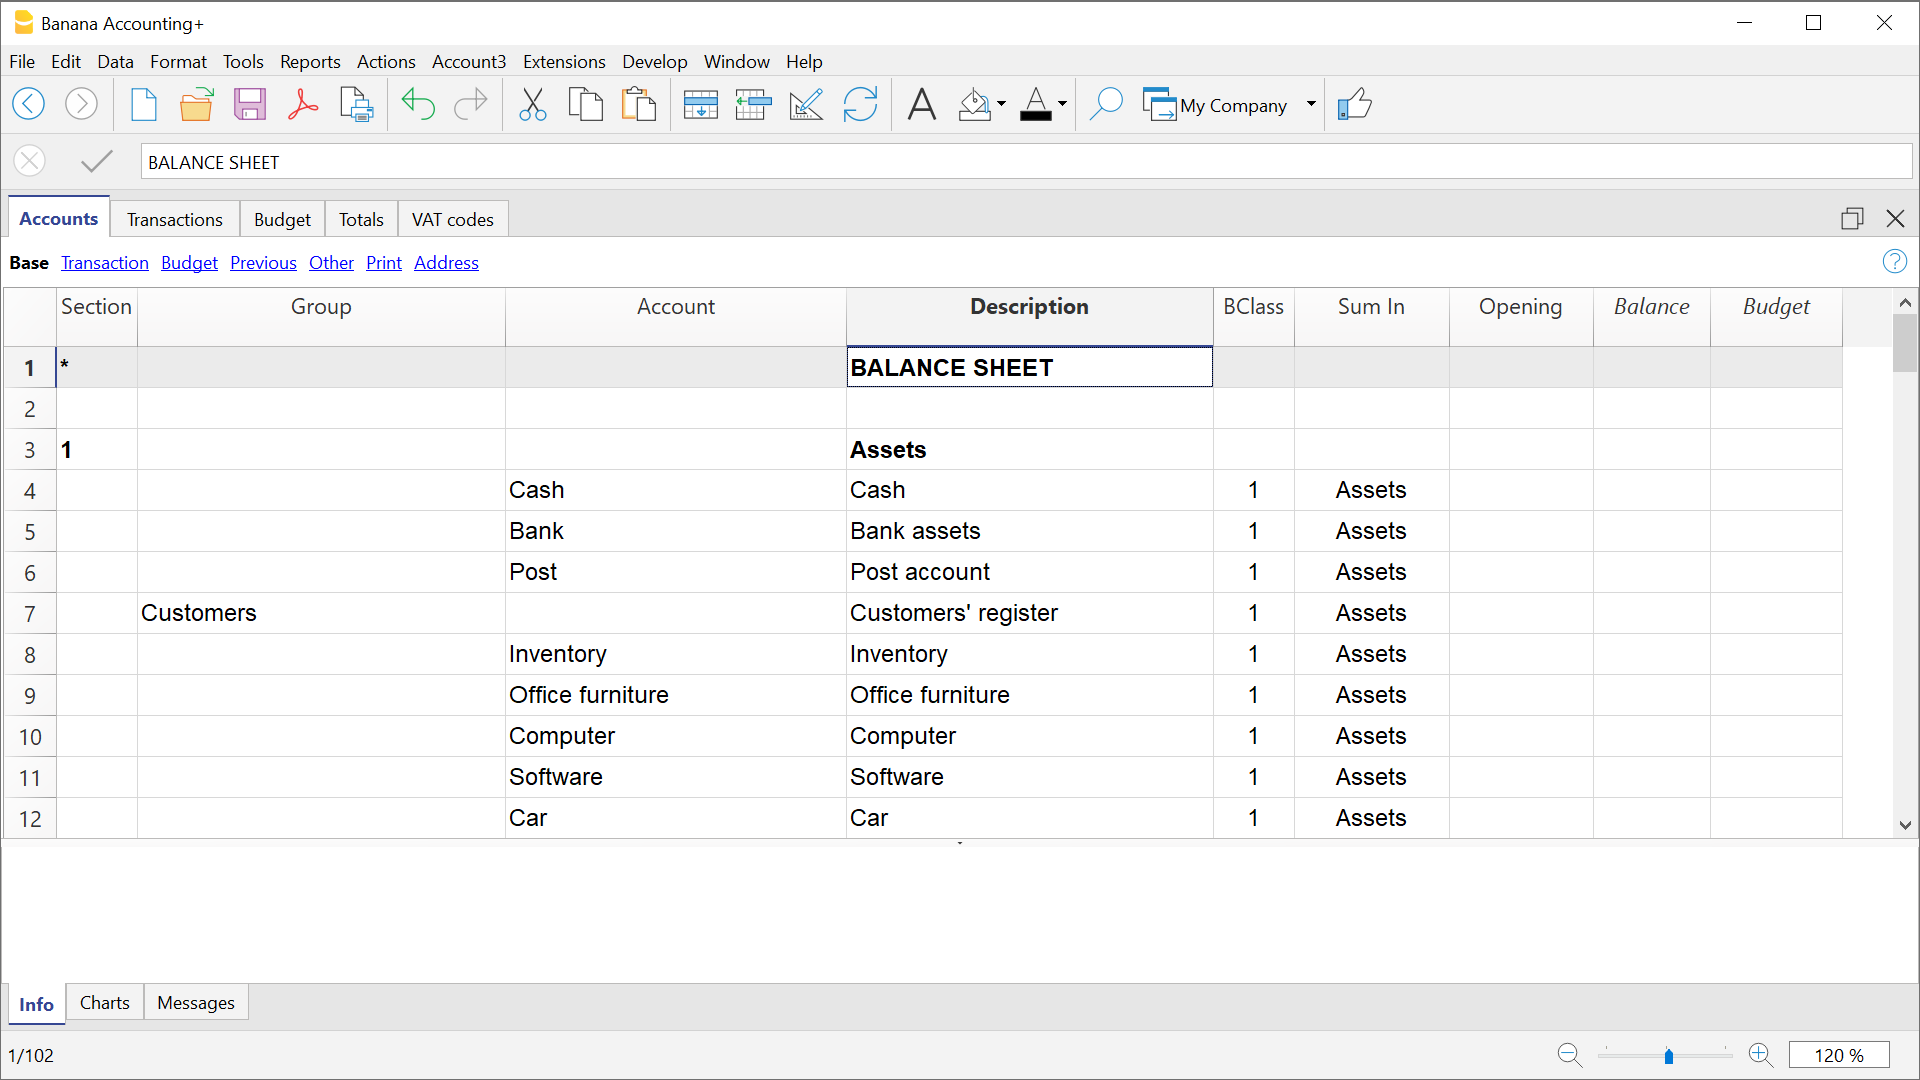 Banana Accounting+
File Edit Data Format Tools Reports Actions Account3 Extensions Develop Window Help
My Company
BALANCE SHEET
Accounts Transactions Budget Totals VAT codes
Base Transaction Budget Previous Other Print Address
Section Group Account Description BClass Sum In Opening Balance Budget
1 * BALANCE SHEET
2
3 1 Assets
4 Cash Cash 1 Assets
5 Bank Bank assets 1 Assets
6 Post Post account 1 Assets
7 Customers Customers' register 1 Assets
8 Inventory Inventory 1 Assets
9 Office furniture Office furniture 1 Assets
10 Computer Computer 1 Assets
11 Software Software 1 Assets
12 Car Car 1 Assets
Info Charts Messages
1/102 120 %